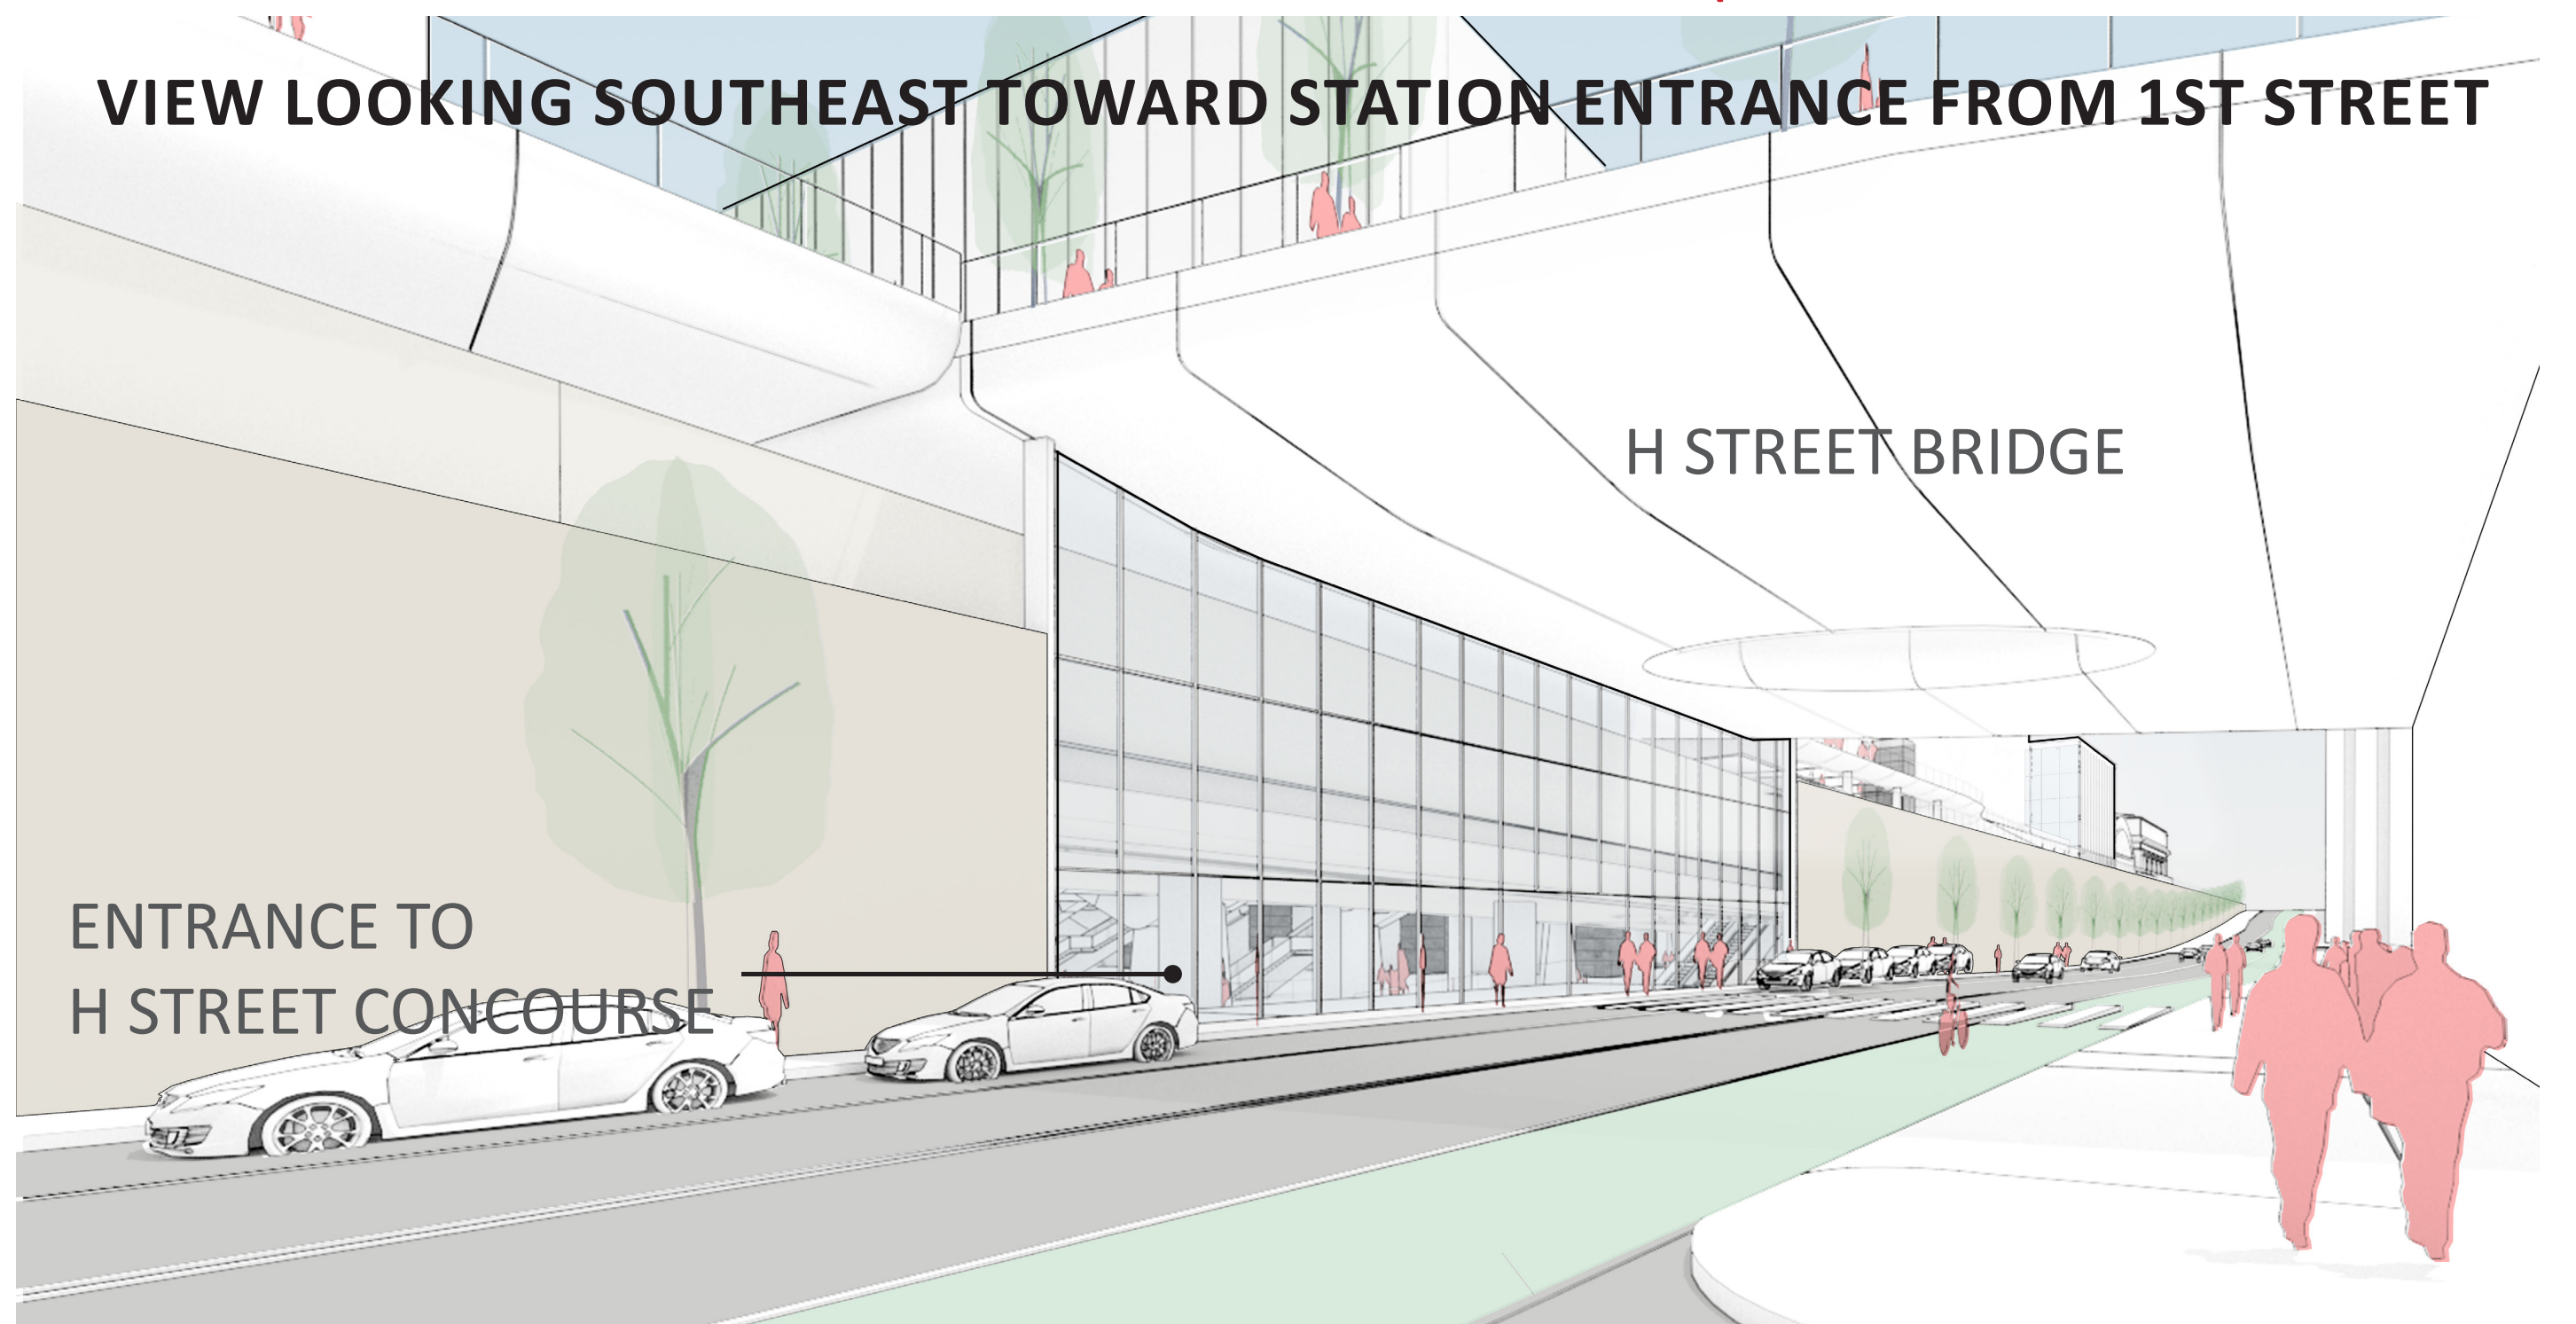 VIEW LOOKING SOUTHEAST TOWARD STATION ENTRANCE FROM 1ST STREET
H STREET BRIDGE
ENTRANCE TO
H STREET CONCOURSE